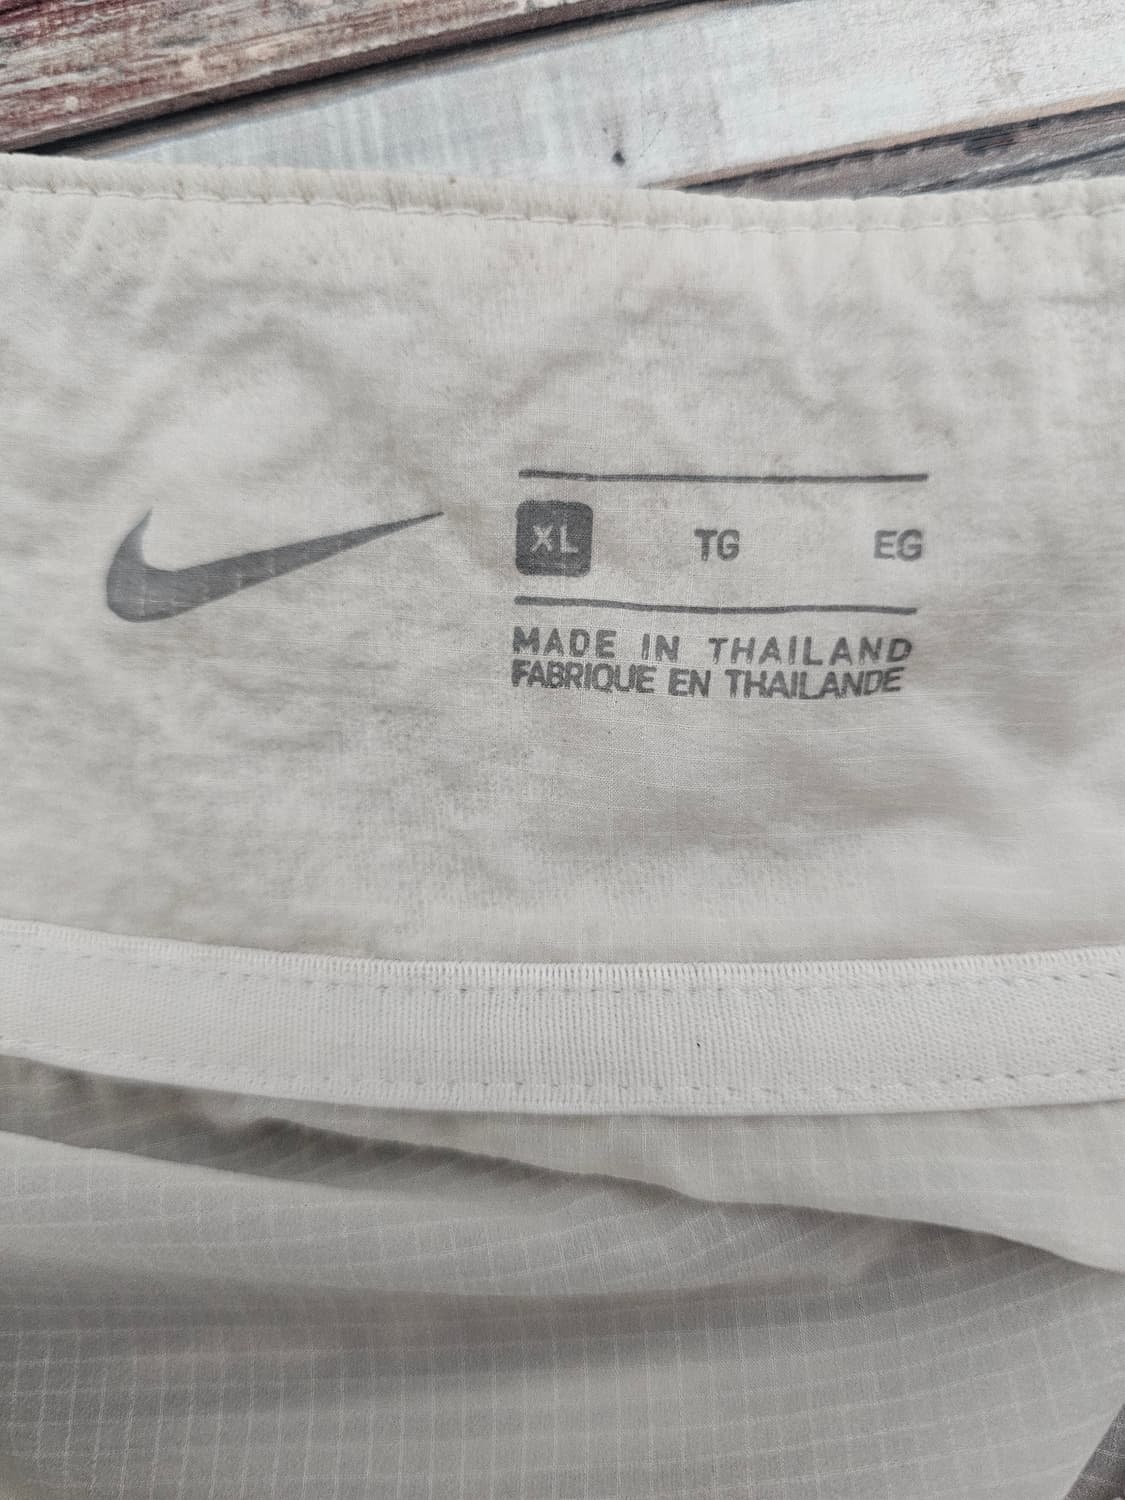 XL TG EG
MADE IN THAILAND
FABRIQUE EN THAILANDE